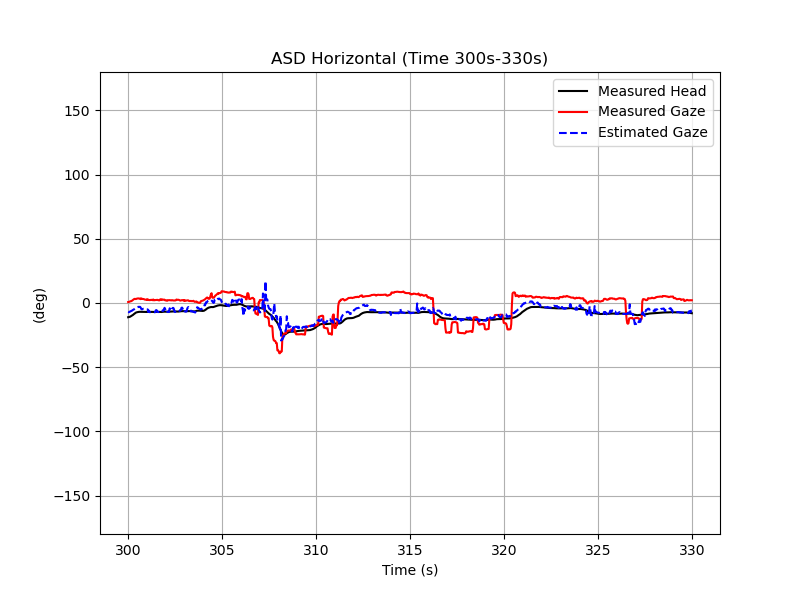 ASD Horizontal (Time 300s-330s)
Measured Head
Measured Gaze
Estimated Gaze
150
100
50
0
−50
−100
−150
(deg)
300
305
310
315
320
325
330
Time (s)